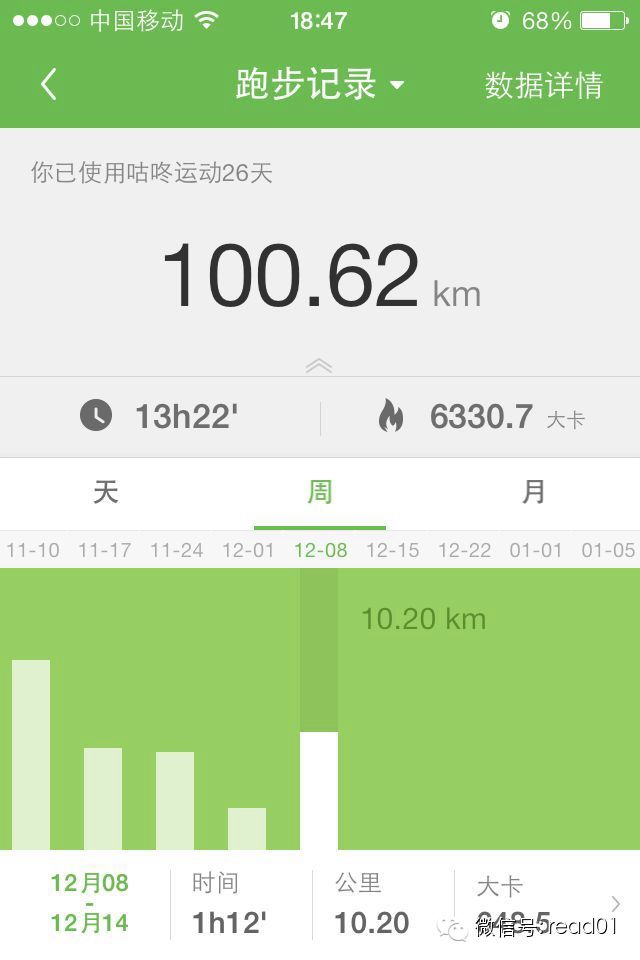 中国移动 18:47 68%
跑步记录 数据详情
你已使用咕咚运动26天
100.62 km
13h22' 6330.7 大卡
天 周 月
11-10 11-17 11-24 12-01 12-08 12-15 12-22 01-01 01-05
10.20 km
12月08 时间 公里 大卡
-
12月14 1h12' 10.20
微信号: read01